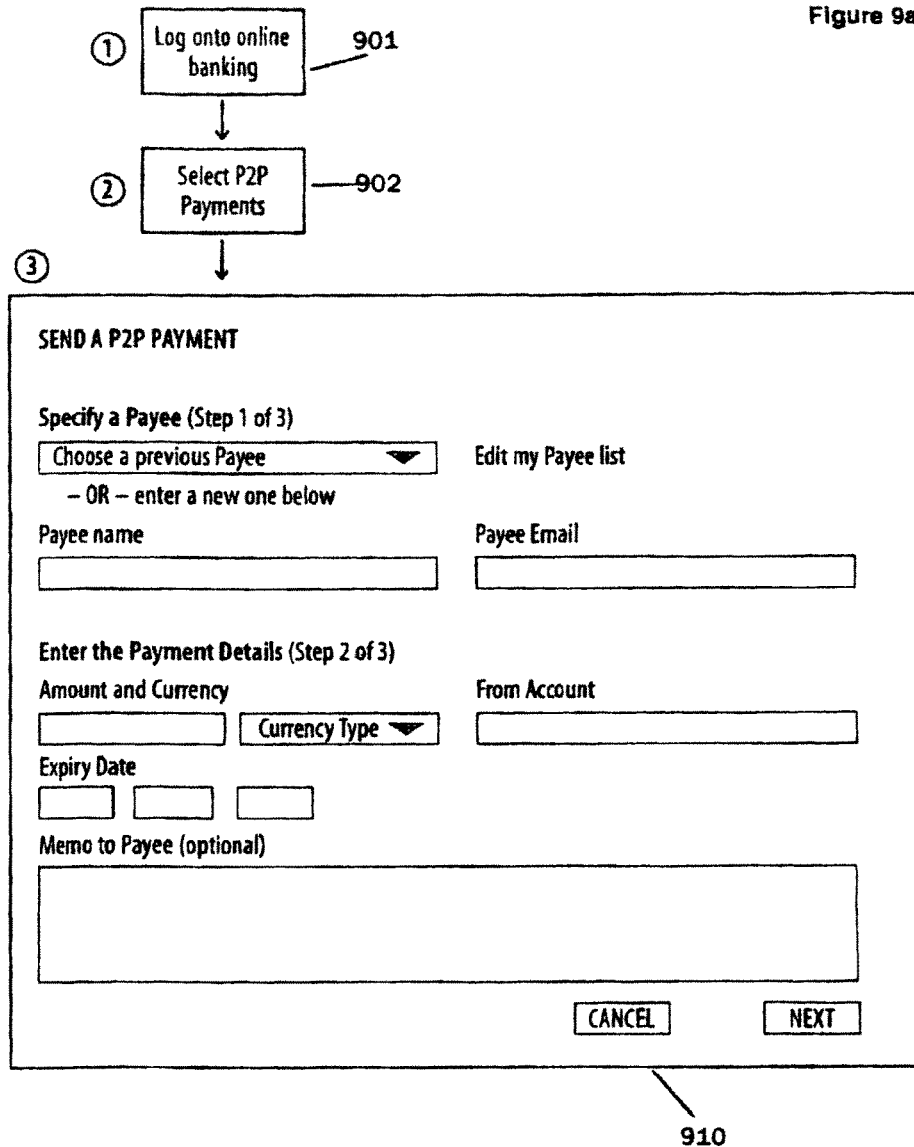 Figure 9a
① Log onto online banking 901
② Select P2P Payments 902
③
SEND A P2P PAYMENT
Specify a Payee (Step 1 of 3)
Choose a previous Payee Edit my Payee list
– OR – enter a new one below
Payee name Payee Email
Enter the Payment Details (Step 2 of 3)
Amount and Currency From Account
Currency Type
Expiry Date
Memo to Payee (optional)
CANCEL NEXT
910